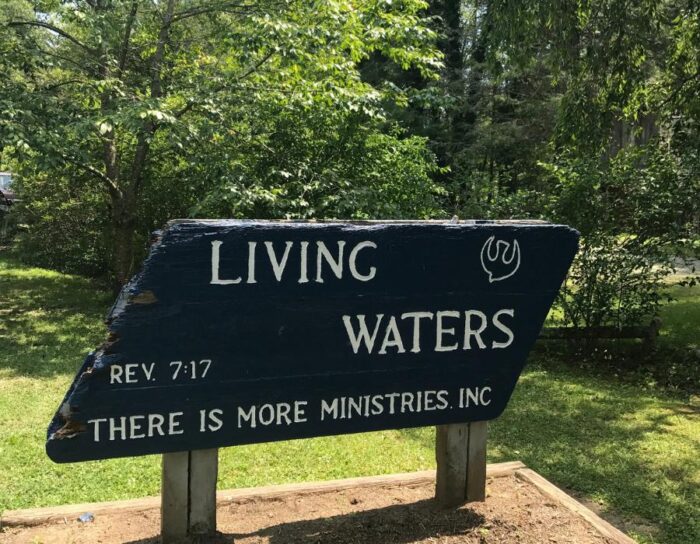 LIVING
WATERS
REV. 7:17
THERE IS MORE MINISTRIES. INC